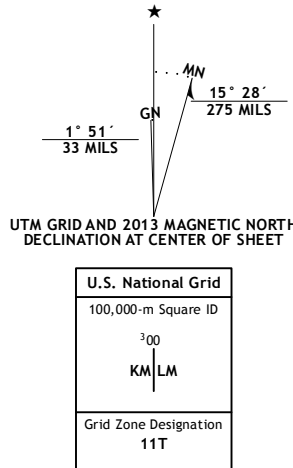 ★
MN
GN
15° 28´
275 MILS
1° 51´
33 MILS
UTM GRID AND 2013 MAGNETIC NORTH
DECLINATION AT CENTER OF SHEET
U.S. National Grid
100,000-m Square ID
³00
KM LM
Grid Zone Designation
11T